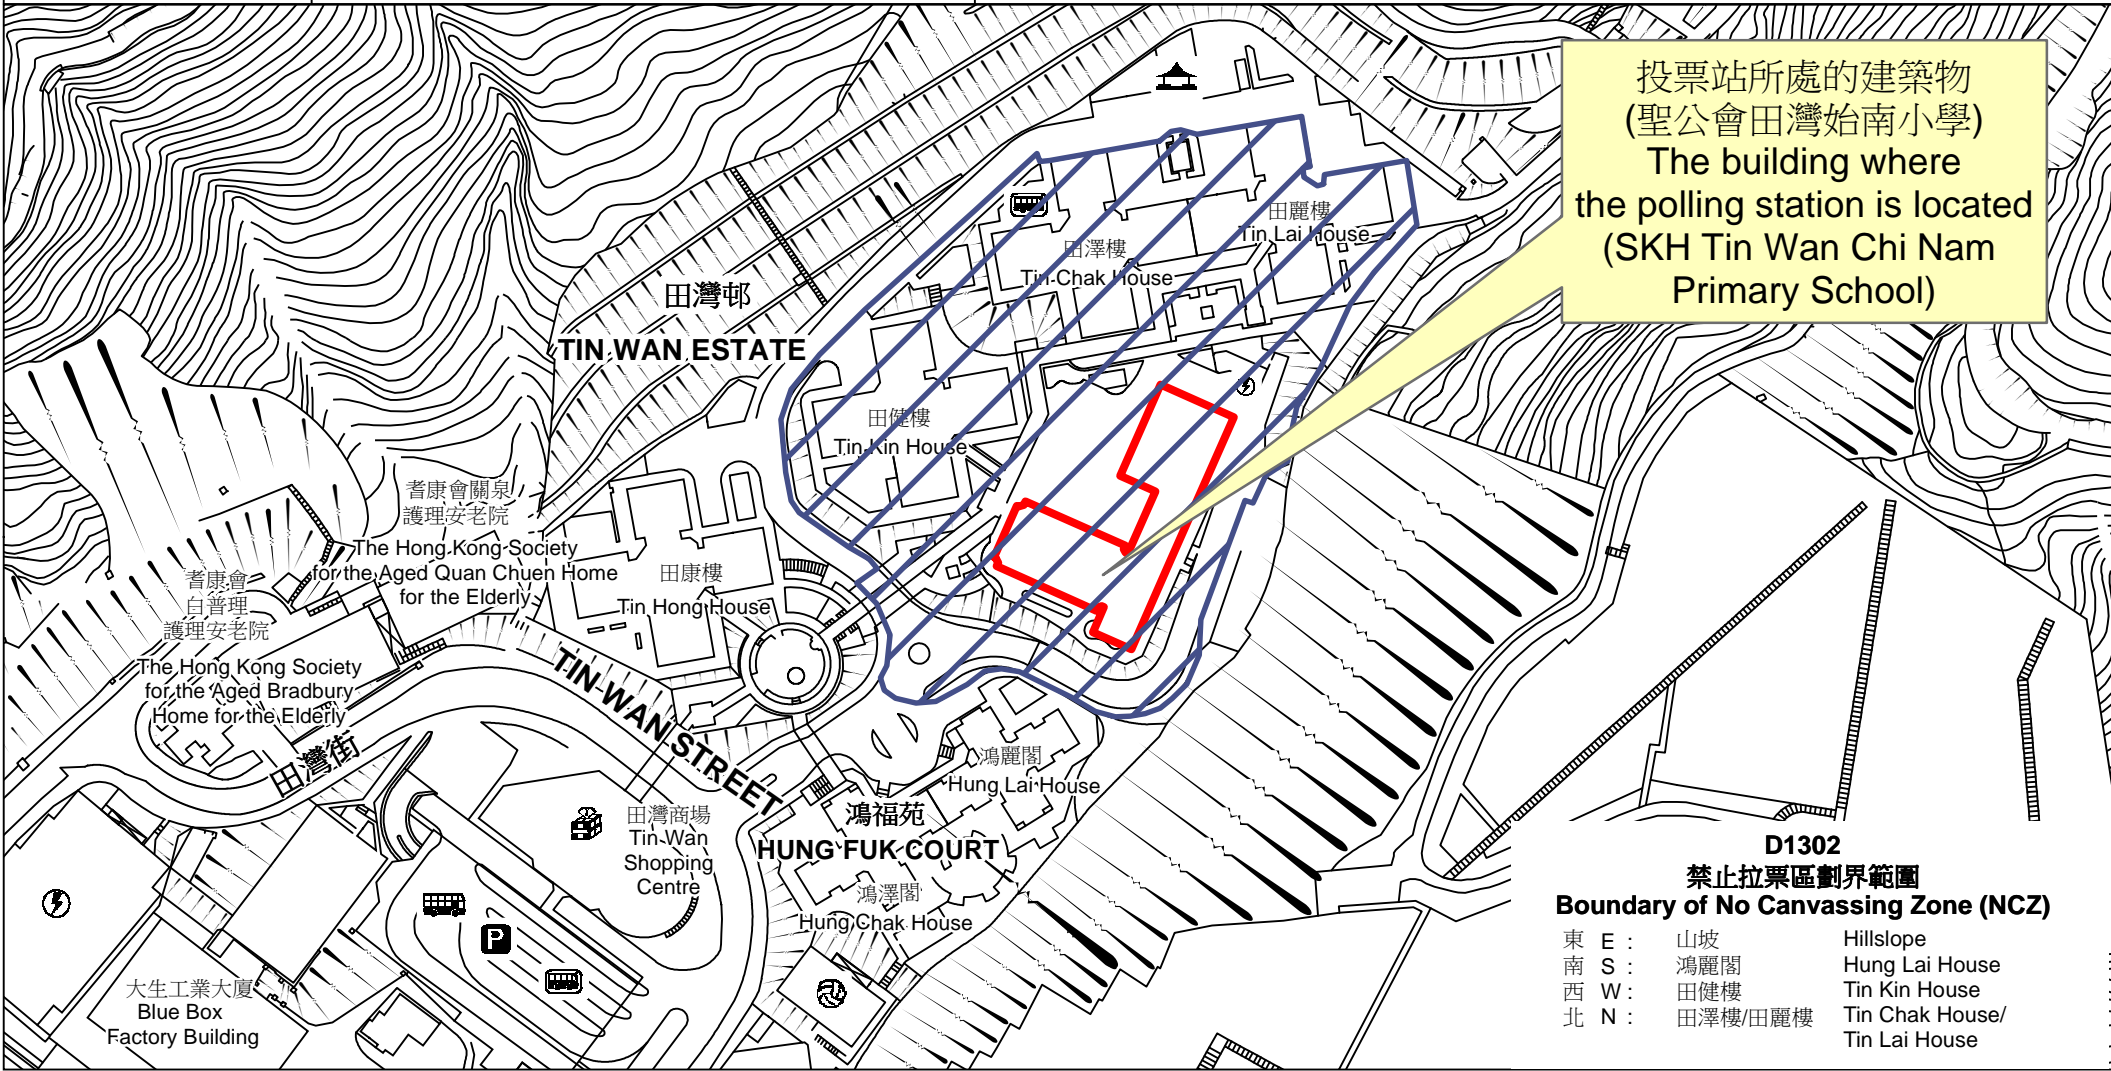 投票站所處的建築物
(聖公會田灣始南小學)
The building where
the polling station is located
(SKH Tin Wan Chi Nam
Primary School)
田麗樓
Tin Lai House
田澤樓
Tin Chak House
田灣邨
TIN WAN ESTATE
田健樓
Tin Kin House
耆康會關泉
護理安老院
The Hong Kong Society
for the Aged Quan Chuen Home
for the Elderly
田康樓
Tin Hong House
耆康會
白普理
護理安老院
The Hong Kong Society
for the Aged Bradbury
Home for the Elderly
TIN WAN STREET
田灣街
鴻麗閣
Hung Lai House
鴻福苑
HUNG FUK COURT
田灣商場
Tin Wan
Shopping
Centre
鴻澤閣
Hung Chak House
P
大生工業大廈
Blue Box
Factory Building
D1302
禁止拉票區劃界範圍
Boundary of No Canvassing Zone (NCZ)
東 E : 山坡 Hillslope
南 S : 鴻麗閣 Hung Lai House
西 W : 田健樓 Tin Kin House
北 N : 田澤樓/田麗樓 Tin Chak House/
Tin Lai House